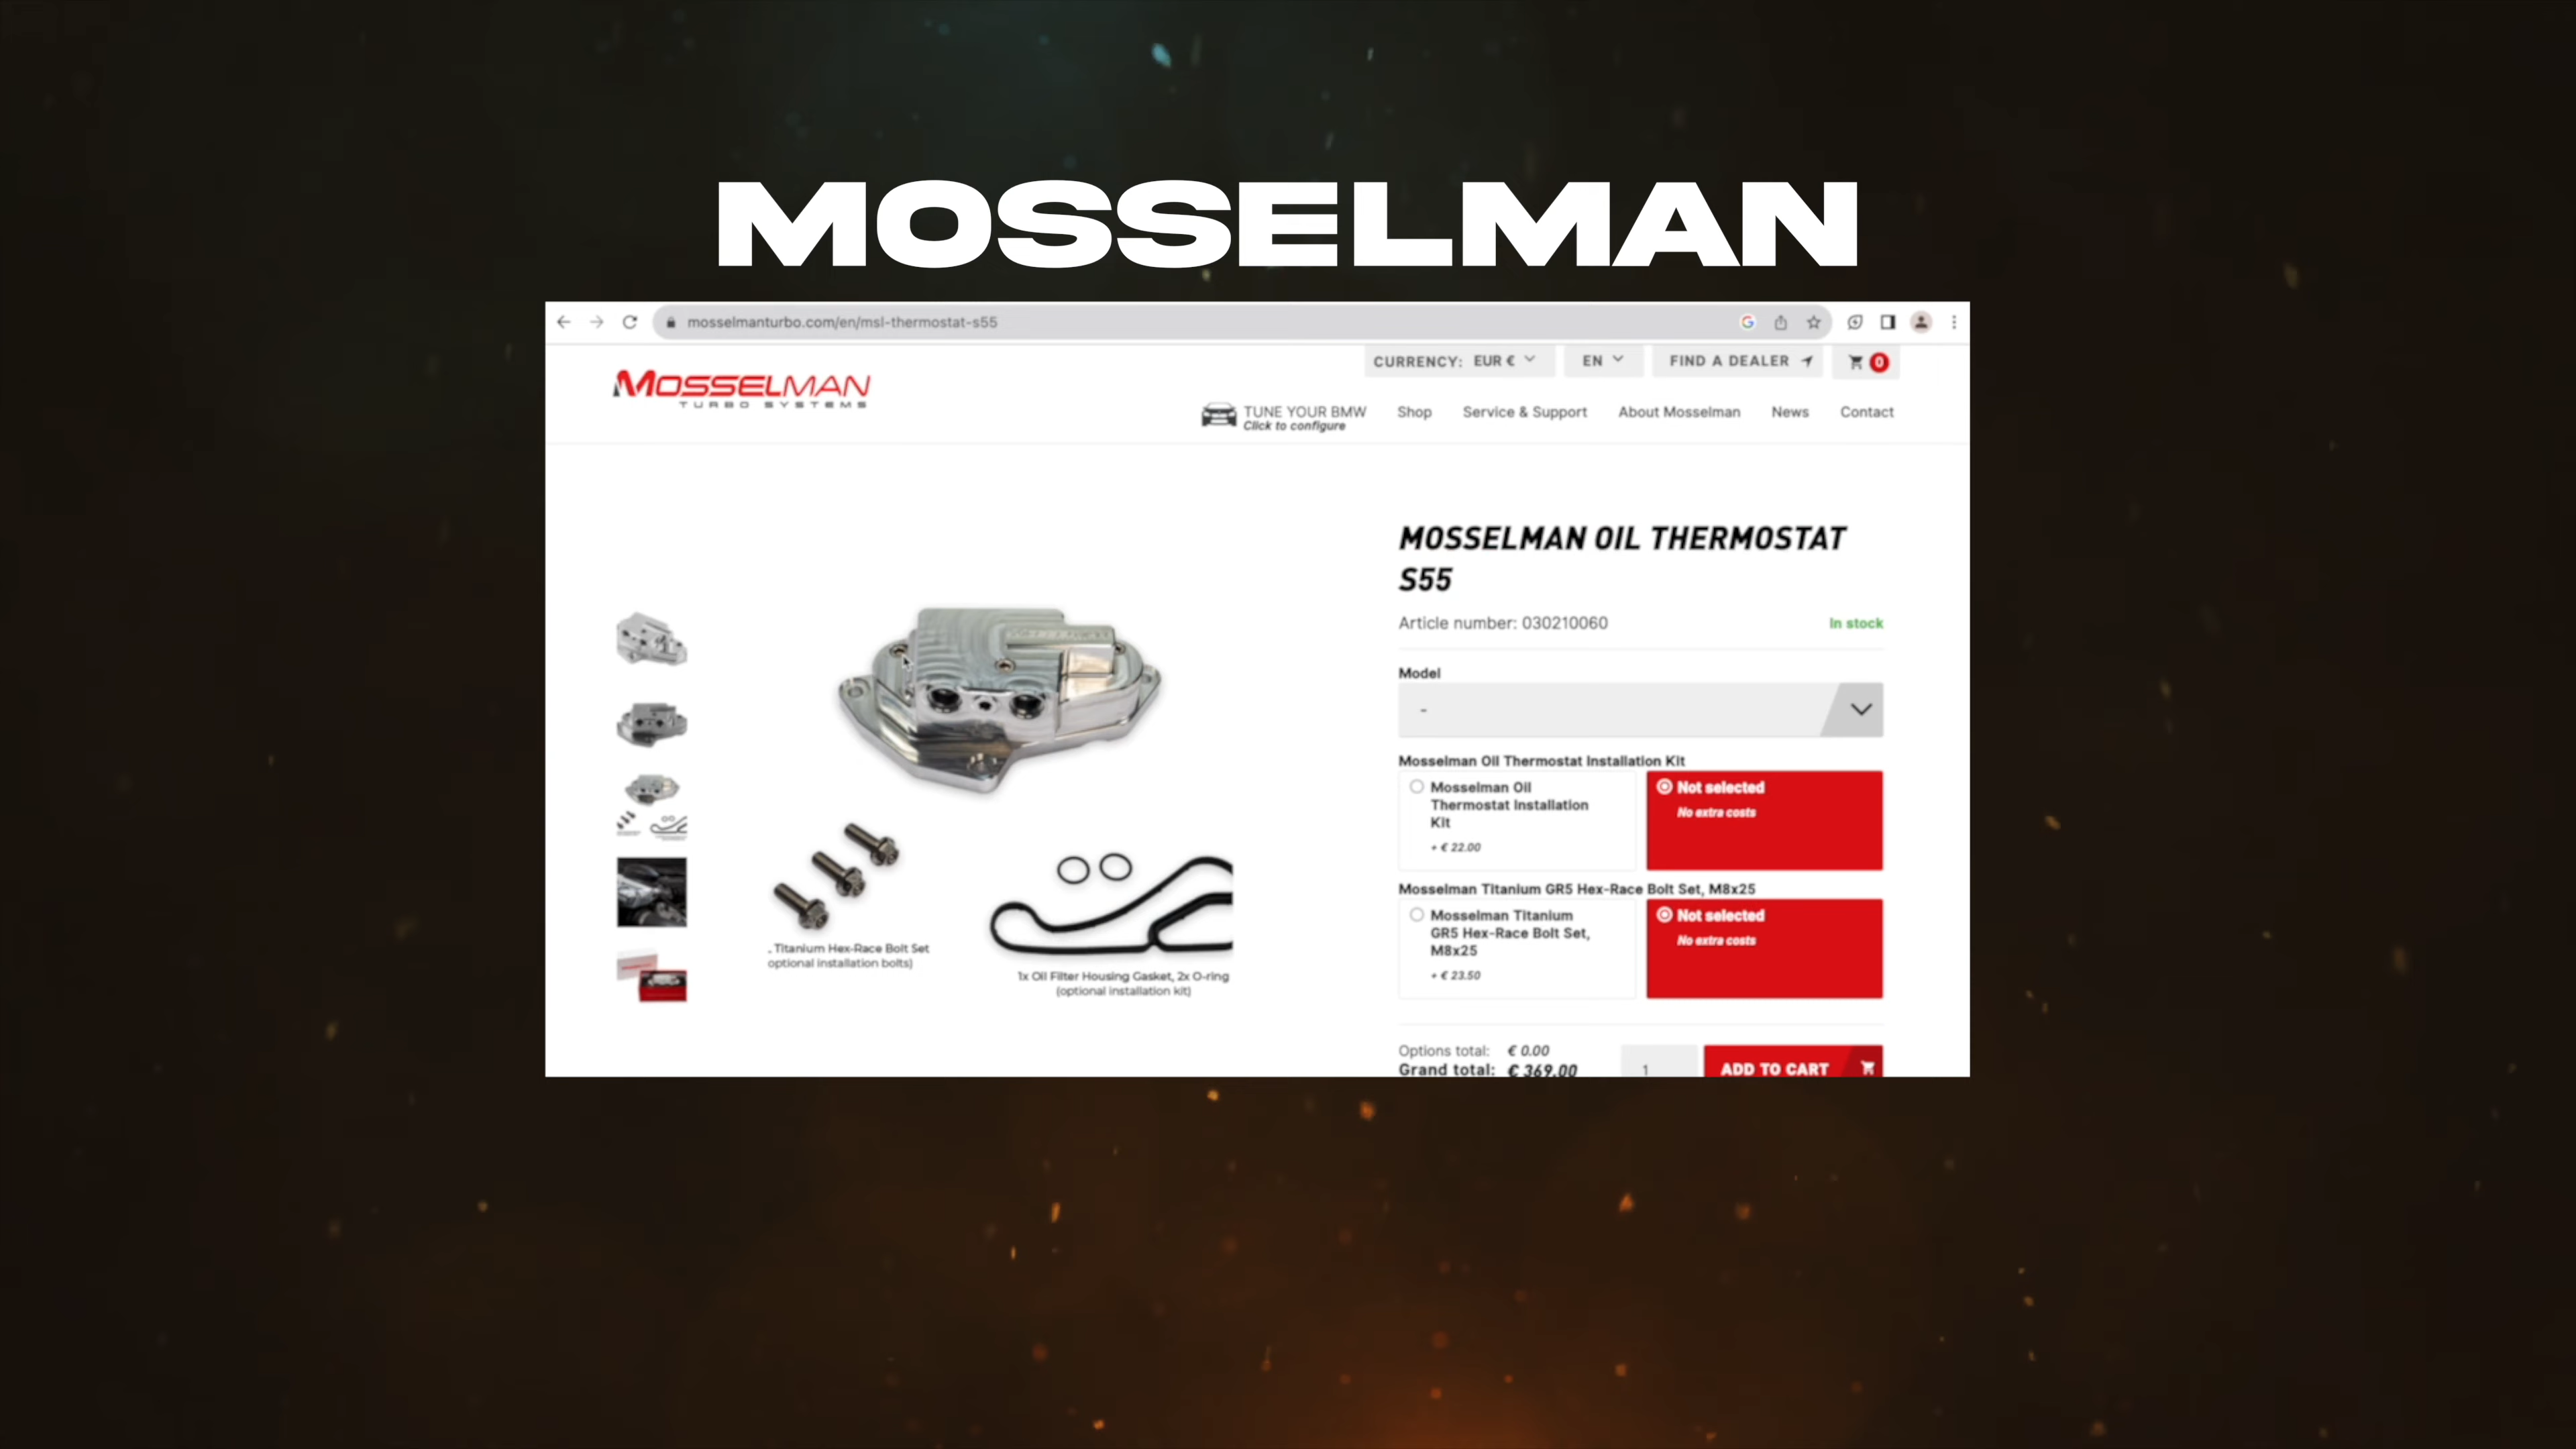 MOSSELMAN
mosselmanturbo.com/en/msl-thermostat-s55
CURRENCY: EUR € EN FIND A DEALER 0
MOSSELMAN
TURBO SYSTEMS
TUNE YOUR BMW Shop Service & Support About Mosselman News Contact
Click to configure
MOSSELMAN OIL THERMOSTAT
S55
Article number: 030210060 In stock
Model
-
Mosselman Oil Thermostat Installation Kit
Mosselman Oil
Thermostat Installation
Kit
+ € 22.00
Not selected
No extra costs
Mosselman Titanium GR5 Hex-Race Bolt Set, M8x25
Mosselman Titanium
GR5 Hex-Race Bolt Set,
M8x25
+ € 23.50
Not selected
No extra costs
Titanium Hex-Race Bolt Set
optional installation bolts)
1x Oil Filter Housing Gasket, 2x O-ring
(optional installation kit)
Options total: € 0.00
Grand total: € 369.00
1
ADD TO CART